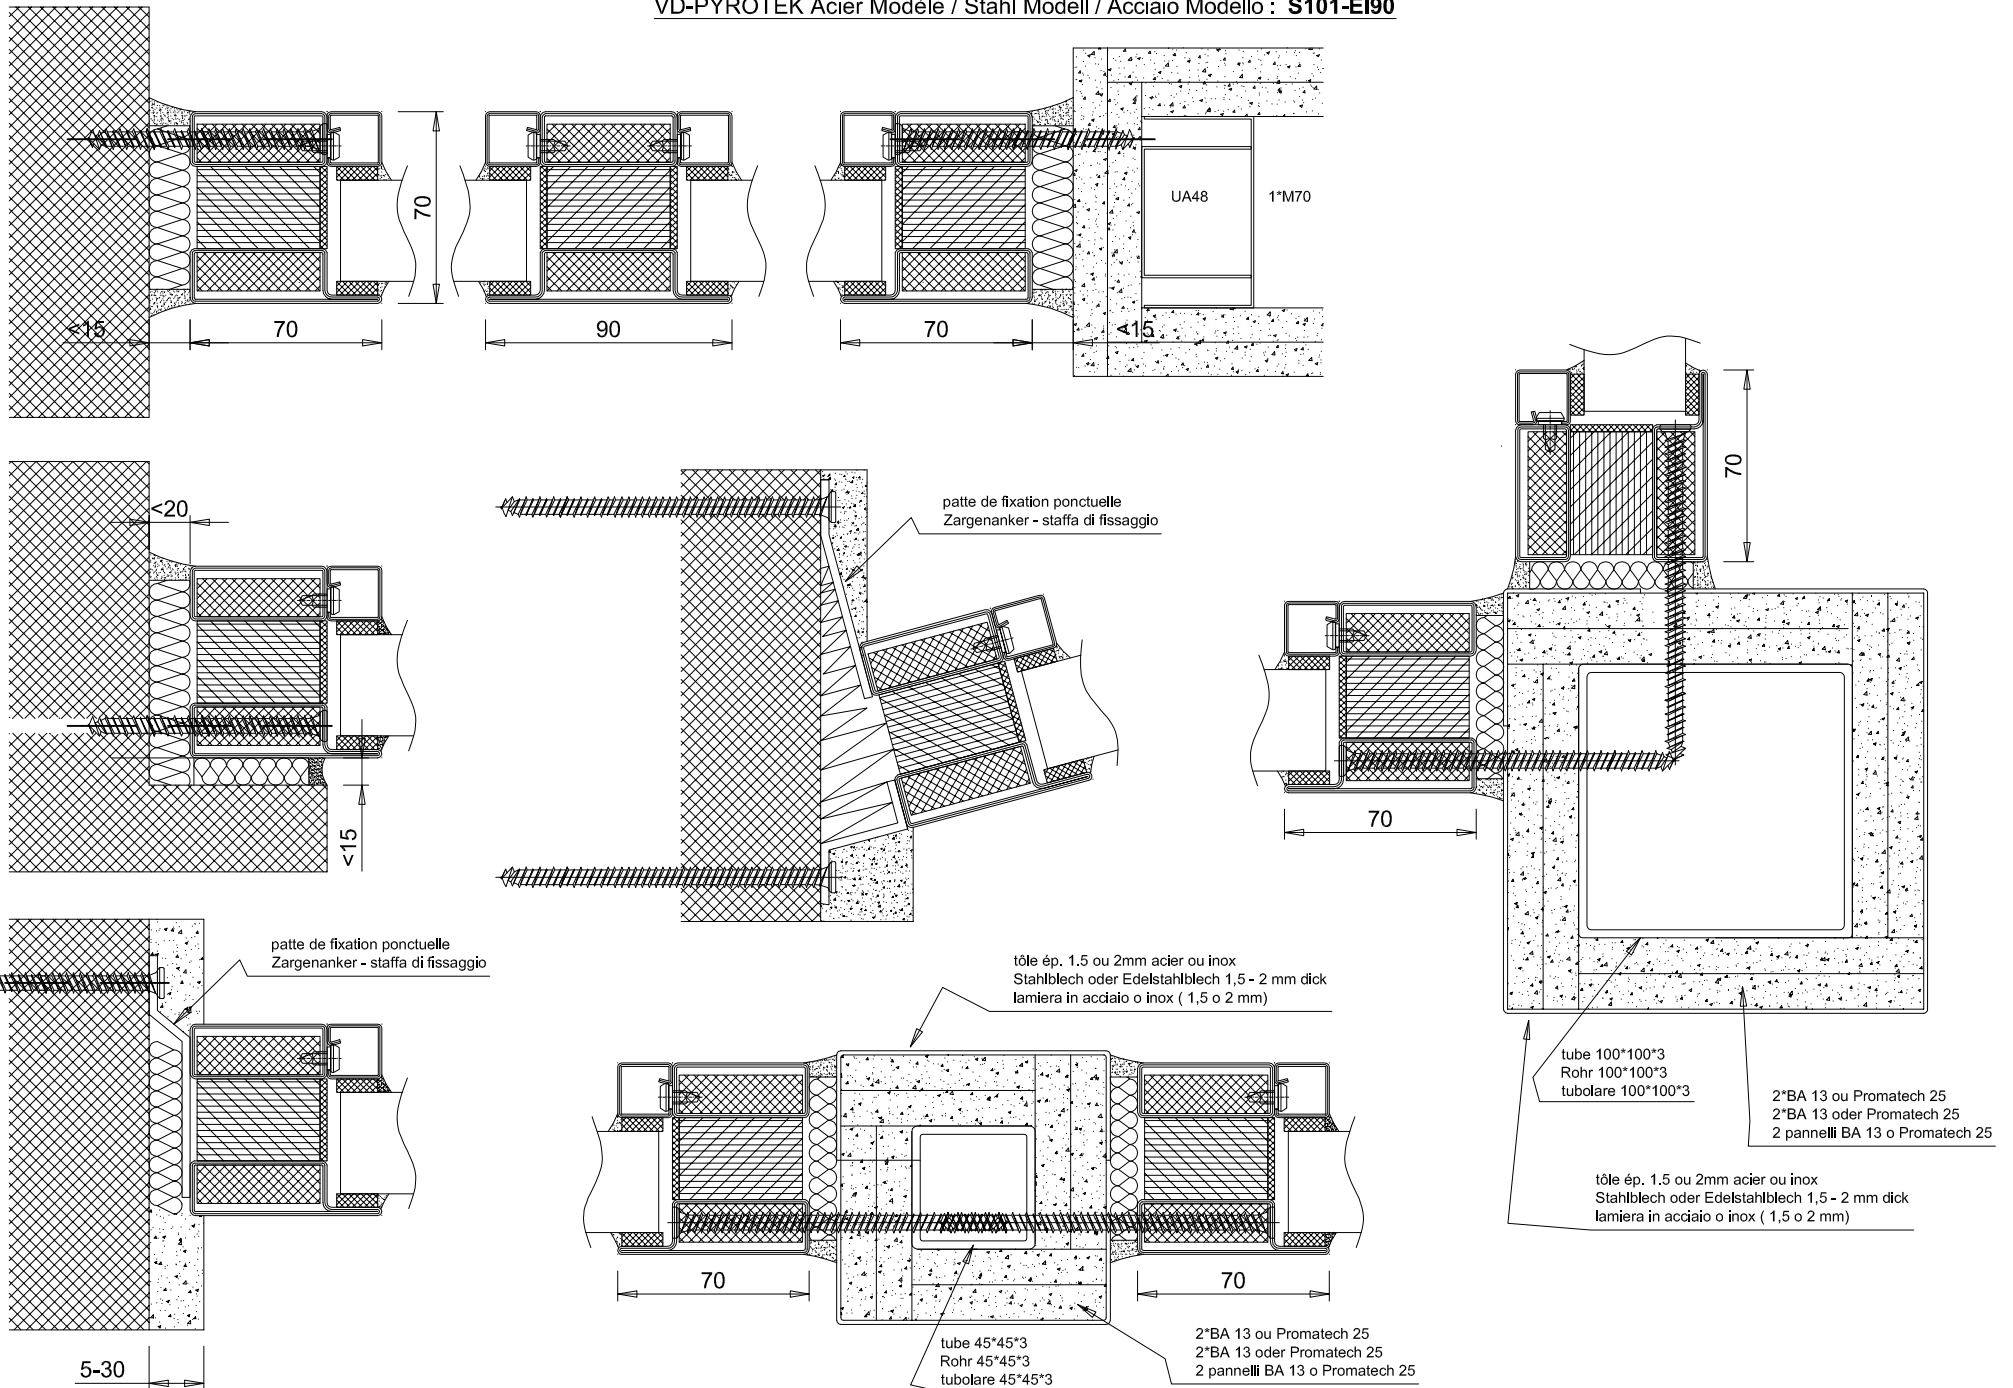 VD-PYROTEK Acier Modéle / Stahl Modell / Acciaio Modello : S101-EI90
70
UA48
1*M70
<15
70
90
70
<15
<20
patte de fixation ponctuelle
Zargenanker - staffa di fissaggio
70
<15
70
patte de fixation ponctuelle
Zargenanker - staffa di fissaggio
tôle ép. 1.5 ou 2mm acier ou inox
Stahlblech oder Edelstahlblech 1,5 - 2 mm dick
lamiera in acciaio o inox ( 1,5 o 2 mm)
tube 100*100*3
Rohr 100*100*3
tubolare 100*100*3
2*BA 13 ou Promatech 25
2*BA 13 oder Promatech 25
2 pannelli BA 13 o Promatech 25
tôle ép. 1.5 ou 2mm acier ou inox
Stahlblech oder Edelstahlblech 1,5 - 2 mm dick
lamiera in acciaio o inox ( 1,5 o 2 mm)
70
70
5-30
tube 45*45*3
Rohr 45*45*3
tubolare 45*45*3
2*BA 13 ou Promatech 25
2*BA 13 oder Promatech 25
2 pannelli BA 13 o Promatech 25